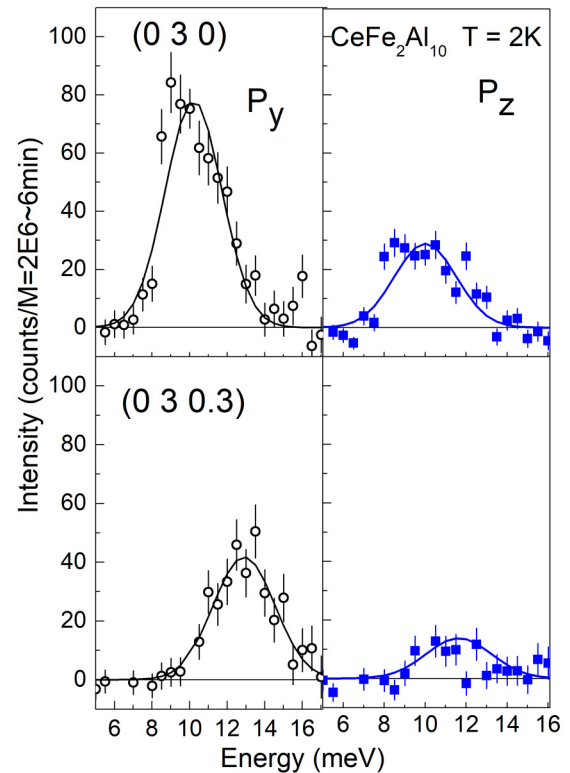 (0 3 0)
P_y
CeFe₂Al₁₀ T = 2K
P_z
(0 3 0.3)
Intensity (counts/M=2E6~6min)
100
80
60
40
20
0
100
80
60
40
20
0
6 8 10 12 14 16 6 8 10 12 14 16
Energy (meV)